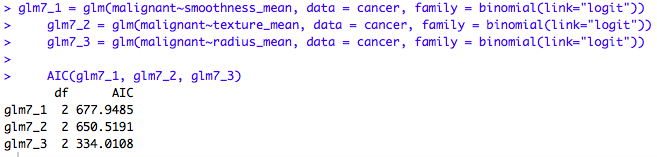 > glm7_1 = glm(malignant~smoothness_mean, data = cancer, family = binomial(link="logit"))
>     glm7_2 = glm(malignant~texture_mean, data = cancer, family = binomial(link="logit"))
>     glm7_3 = glm(malignant~radius_mean, data = cancer, family = binomial(link="logit"))
>
>     AIC(glm7_1, glm7_2, glm7_3)
       df      AIC
glm7_1  2 677.9485
glm7_2  2 650.5191
glm7_3  2 334.0108